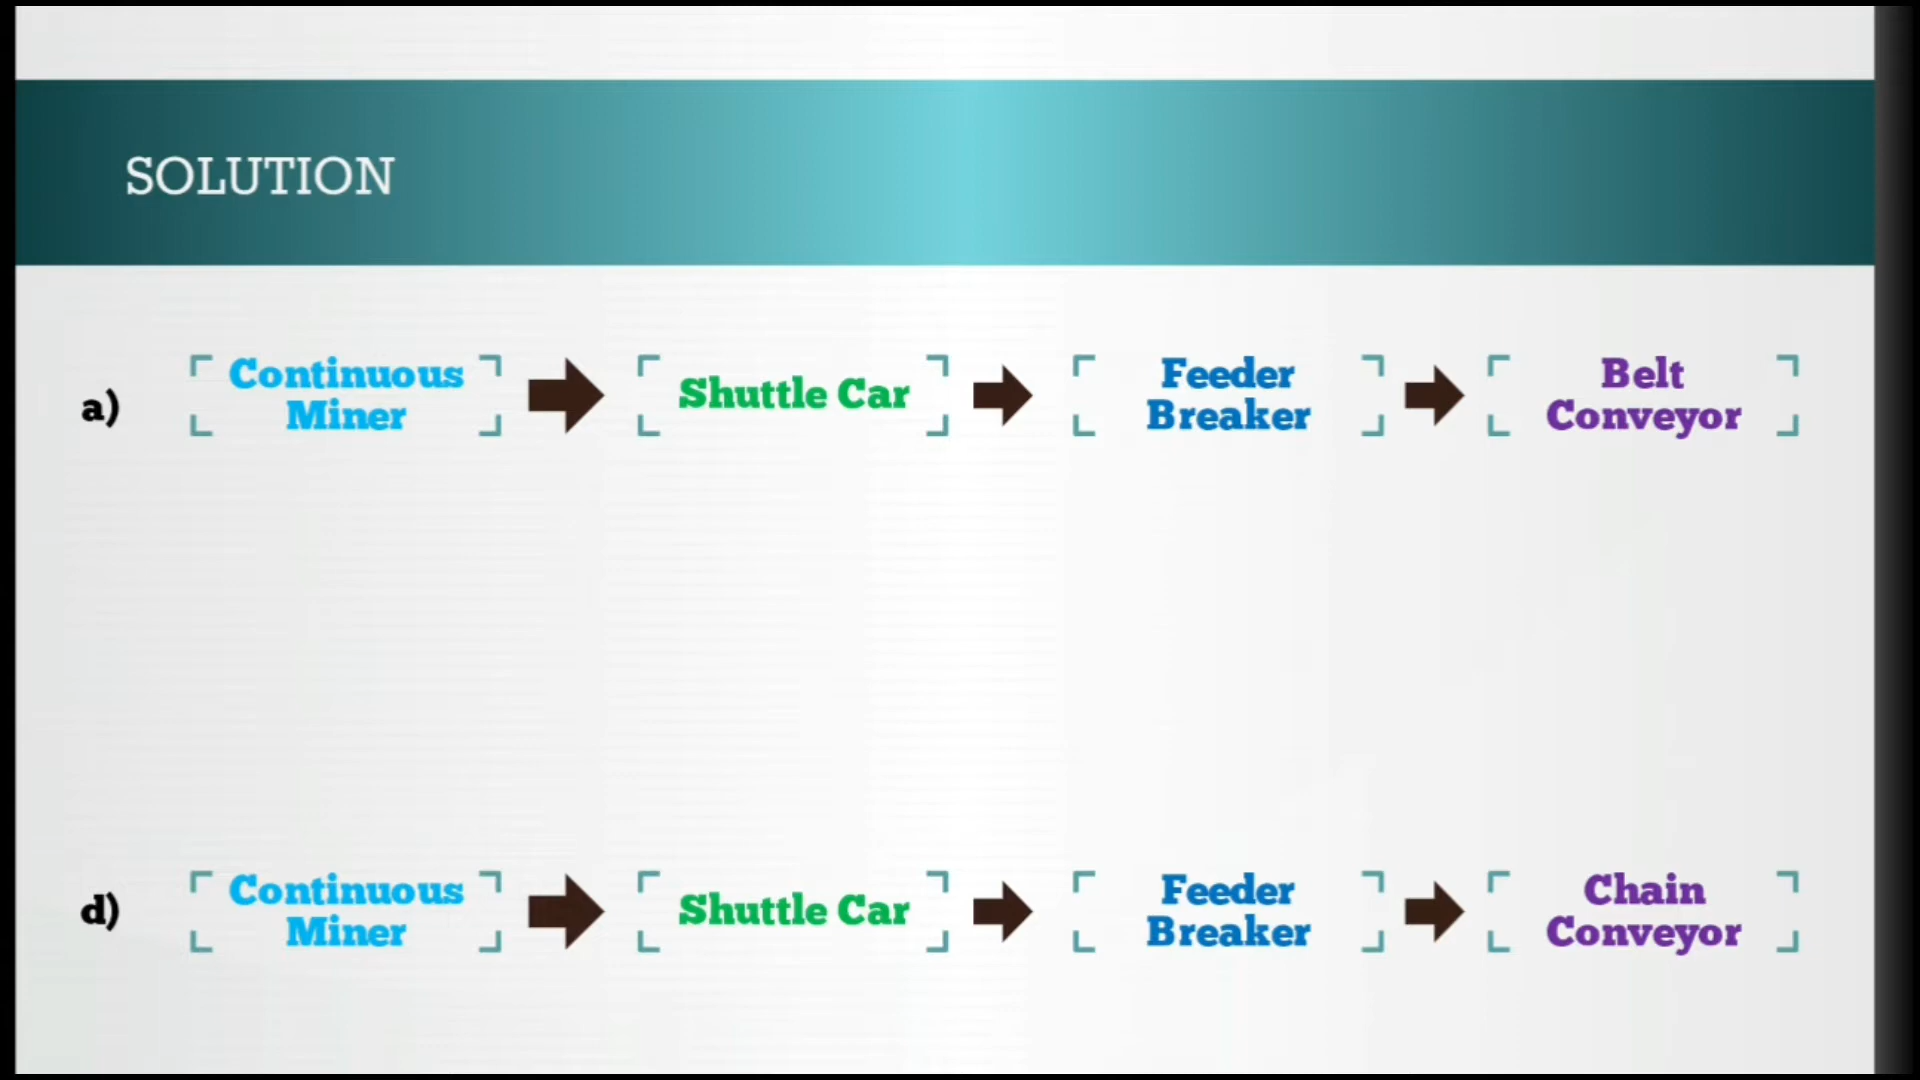 SOLUTION
a)
Continuous
Miner
Shuttle Car
Feeder
Breaker
Belt
Conveyor
d)
Continuous
Miner
Shuttle Car
Feeder
Breaker
Chain
Conveyor